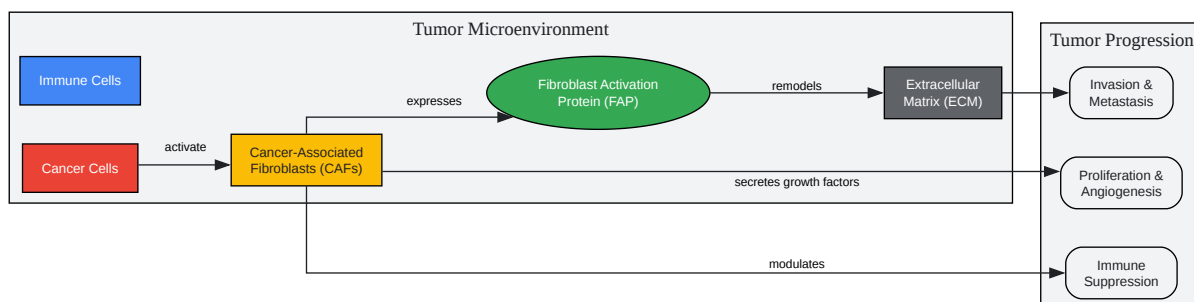 Tumor Microenvironment
Tumor Progression
Immune Cells
Fibroblast Activation
Protein (FAP)
remodels
Extracellular
Matrix (ECM)
Invasion &
Metastasis
expresses
Cancer Cells
activate
Cancer-Associated
Fibroblasts (CAFs)
secretes growth factors
Proliferation &
Angiogenesis
modulates
Immune
Suppression